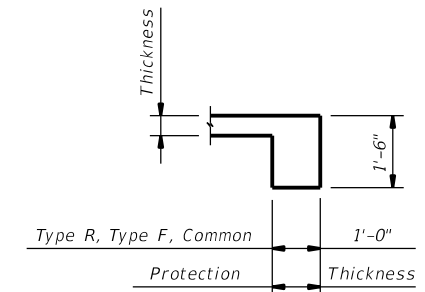 Thickness
1'-6"
Type R, Type F, Common 1'-0"
Protection Thickness